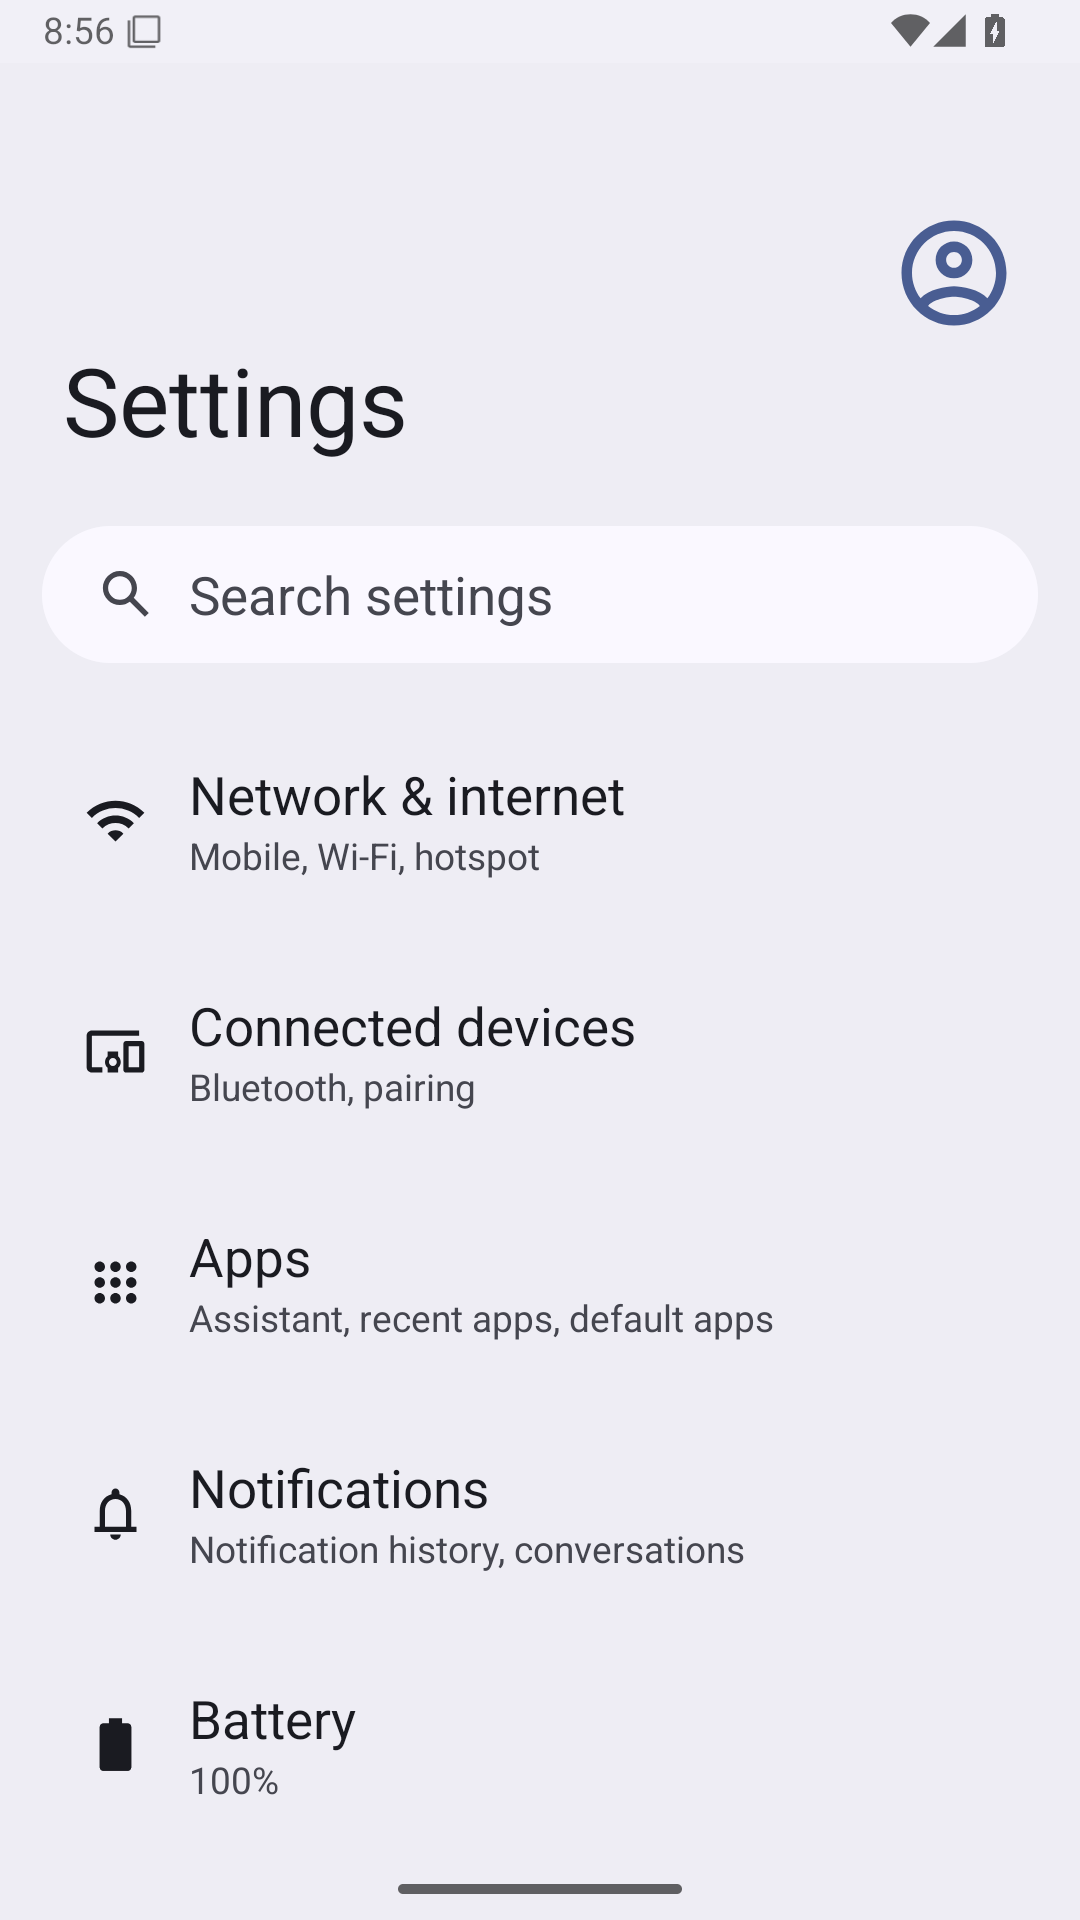 8:56
Settings
Search settings
Network & internet
Mobile, Wi-Fi, hotspot
Connected devices
Bluetooth, pairing
Apps
Assistant, recent apps, default apps
Notifications
Notification history, conversations
Battery
100%